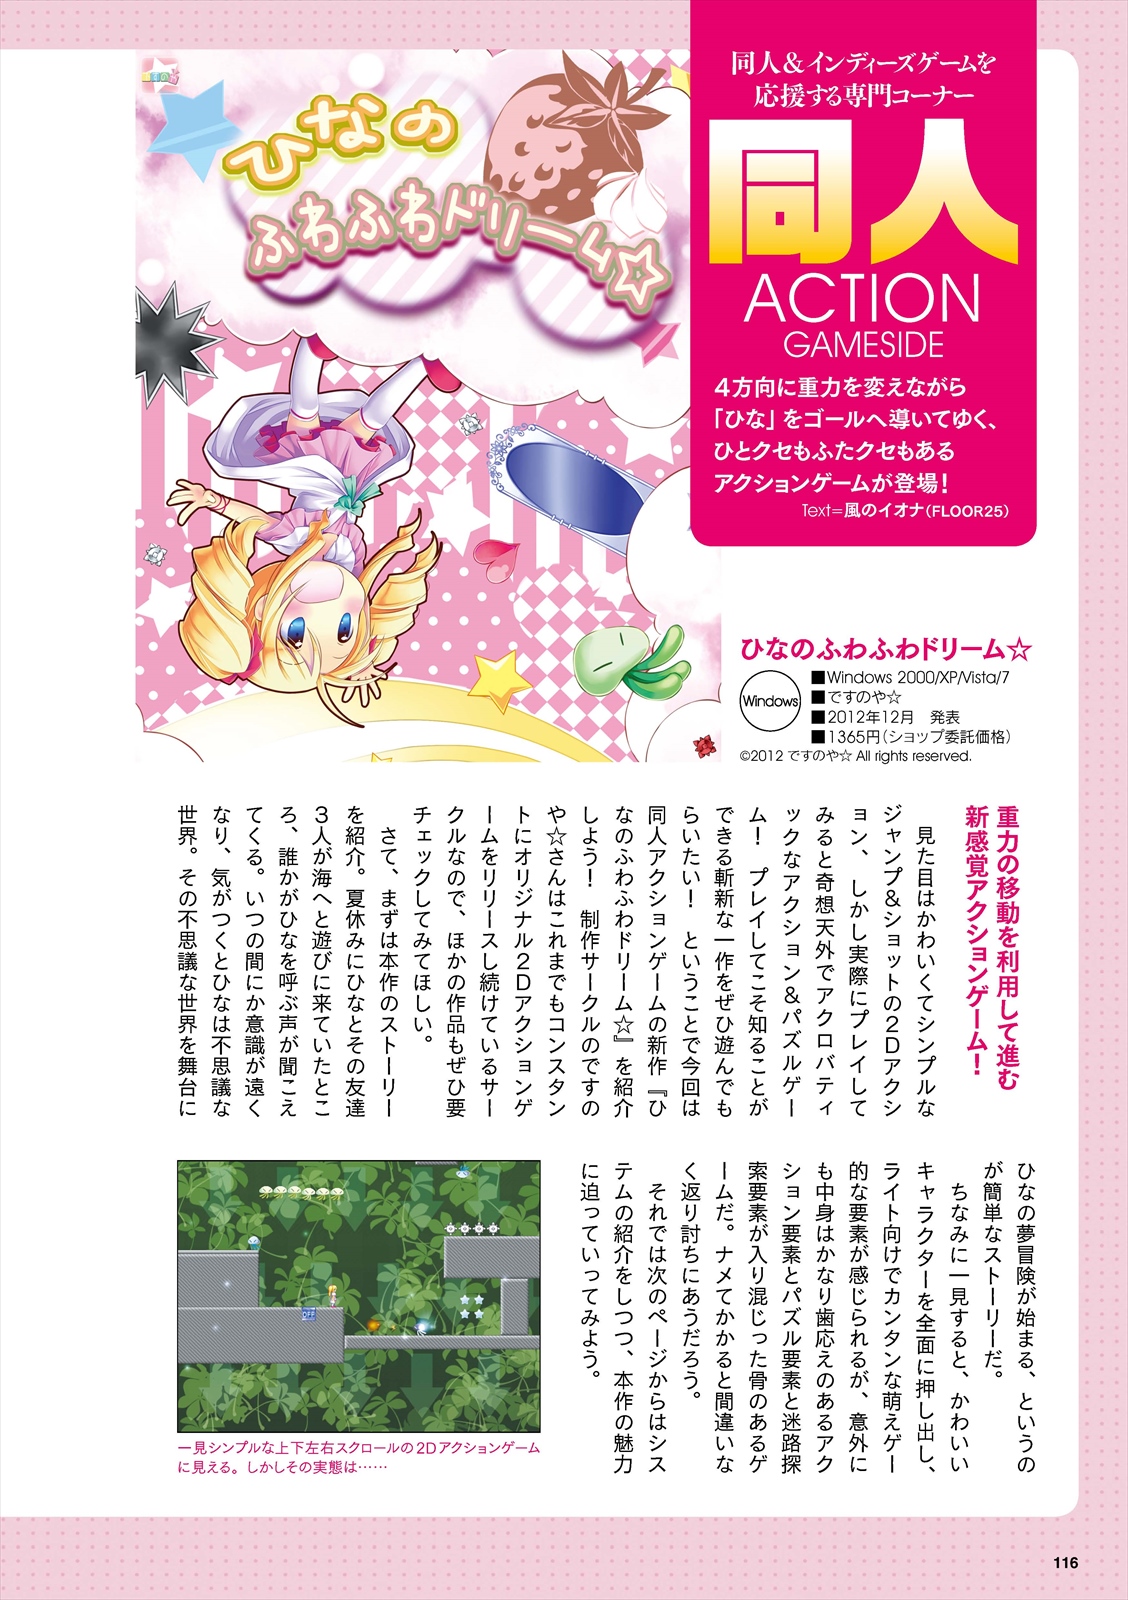 ひなの
ふわふわドリーム☆
同人&インディーズゲームを
応援する専門コーナー
同人
ACTION
GAMESIDE
4方向に重力を変えながら
「ひな」をゴールへ導いてゆく、
ひとクセもふたクセもある
アクションゲームが登場!
Text=風のイオナ(FLOOR25)
ひなのふわふわドリーム☆
Windows
■Windows 2000/XP/Vista/7
■ですのや☆
■2012年12月 発表
■1365円(ショップ委託価格)
©2012 ですのや☆ All rights reserved.
重力の移動を利用して進む
新感覚アクションゲーム!
見た目はかわいくてシンプルな
ジャンプ&ショットの2Dアクシ
ョン、しかし実際にプレイして
みると奇想天外でアクロバティ
ックなアクション&パズルゲー
ム! プレイしてこそ知ることが
できる斬新な一作をぜひ遊んでも
らいたい! ということで今回は
同人アクションゲームの新作『ひ
なのふわふわドリーム☆』を紹介
しよう! 制作サークルのですの
や☆さんはこれまでもコンスタン
トにオリジナル2Dアクションゲ
ームをリリースし続けているサー
クルなので、ほかの作品もぜひ要
チェックしてみてほしい。
さて、まずは本作のストーリー
を紹介。夏休みにひなとその友達
3人が海へと遊びに来ていたとこ
ろ、誰かがひなを呼ぶ声が聞こえ
てくる。いつの間にか意識が遠く
なり、気がつくとひなは不思議な
世界。その不思議な世界を舞台に
ひなの夢冒険が始まる、というの
が簡単なストーリーだ。
ちなみに一見すると、かわいい
キャラクターを全面に押し出し、
ライト向けでカンタンな萌えゲー
的な要素が感じられるが、意外に
も中身はかなり歯応えのあるアク
ション要素とパズル要素と迷路探
索要素が入り混じった骨のあるゲ
ームだ。ナメてかかると間違いな
く返り討ちにあうだろう。
それでは次のページからはシス
テムの紹介をしつつ、本作の魅力
に迫っていってみよう。
OFF
一見シンプルな上下左右スクロールの2Dアクションゲーム
に見える。しかしその実態は……
116